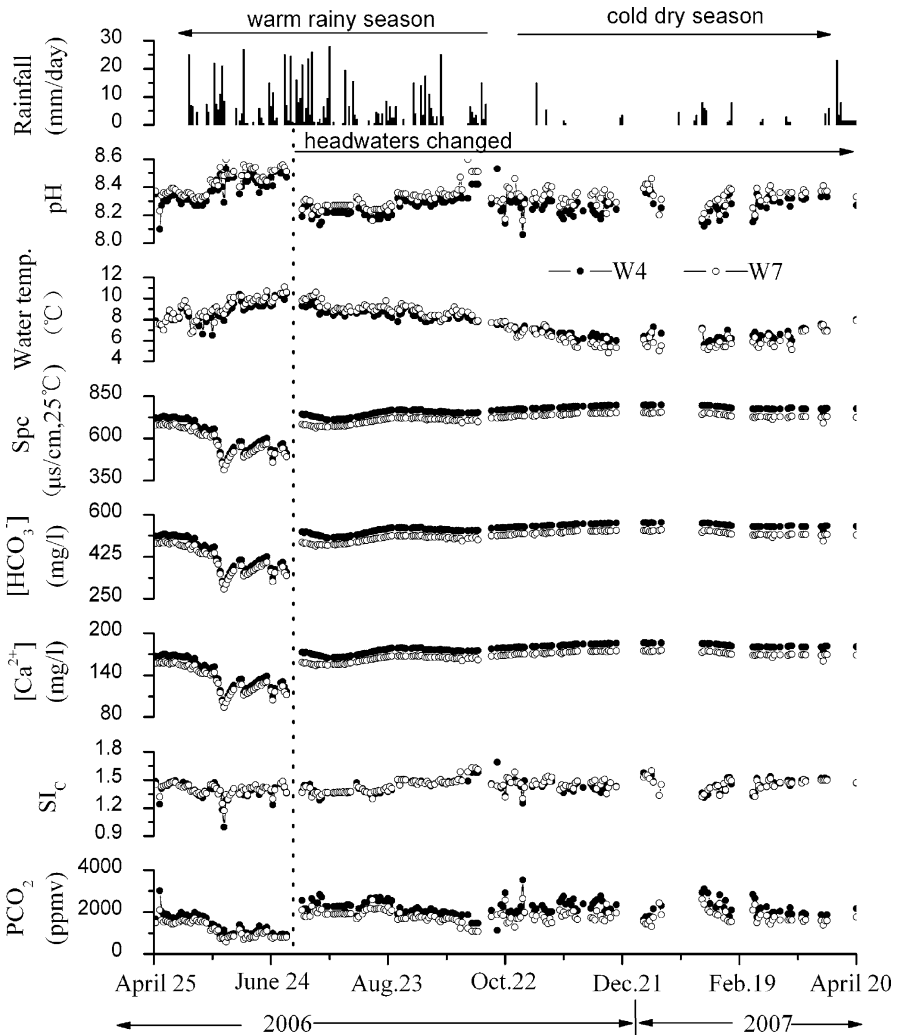 warm rainy season
cold dry season
Rainfall
(mm/day)
30
20
10
0
headwaters changed
pH
8.6
8.4
8.2
8.0
W4
W7
Water temp.
(℃)
12
10
8
6
4
Spc
(μs/cm,25℃)
850
600
350
[HCO₃⁻]
(mg/l)
600
425
250
[Ca²⁺]
(mg/l)
200
140
80
SI_C
1.8
1.5
1.2
0.9
PCO₂
(ppmv)
4000
2000
0
April 25
June 24
Aug.23
Oct.22
Dec.21
Feb.19
April 20
2006
2007